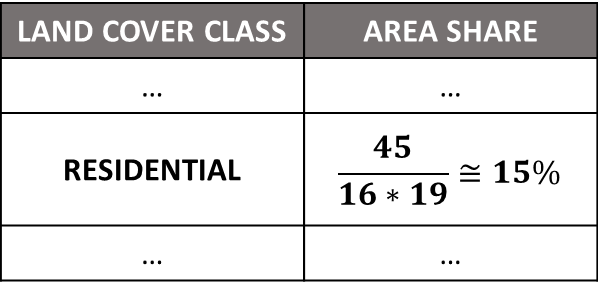 LAND COVER CLASS AREA SHARE
... ...
RESIDENTIAL 45 / 16 * 19 ≅ 15%
... ...